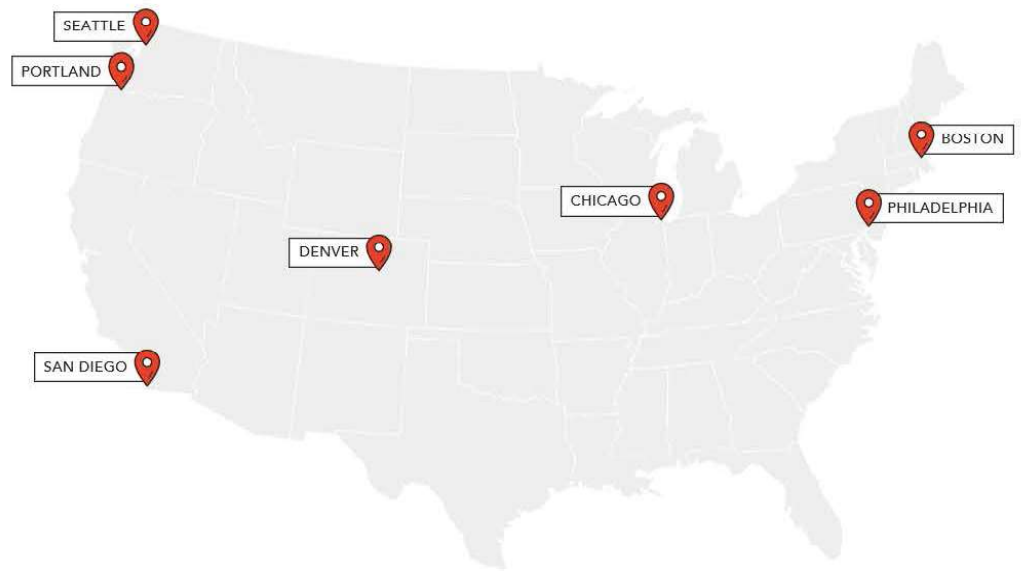 SEATTLE
PORTLAND
BOSTON
CHICAGO
PHILADELPHIA
DENVER
SAN DIEGO